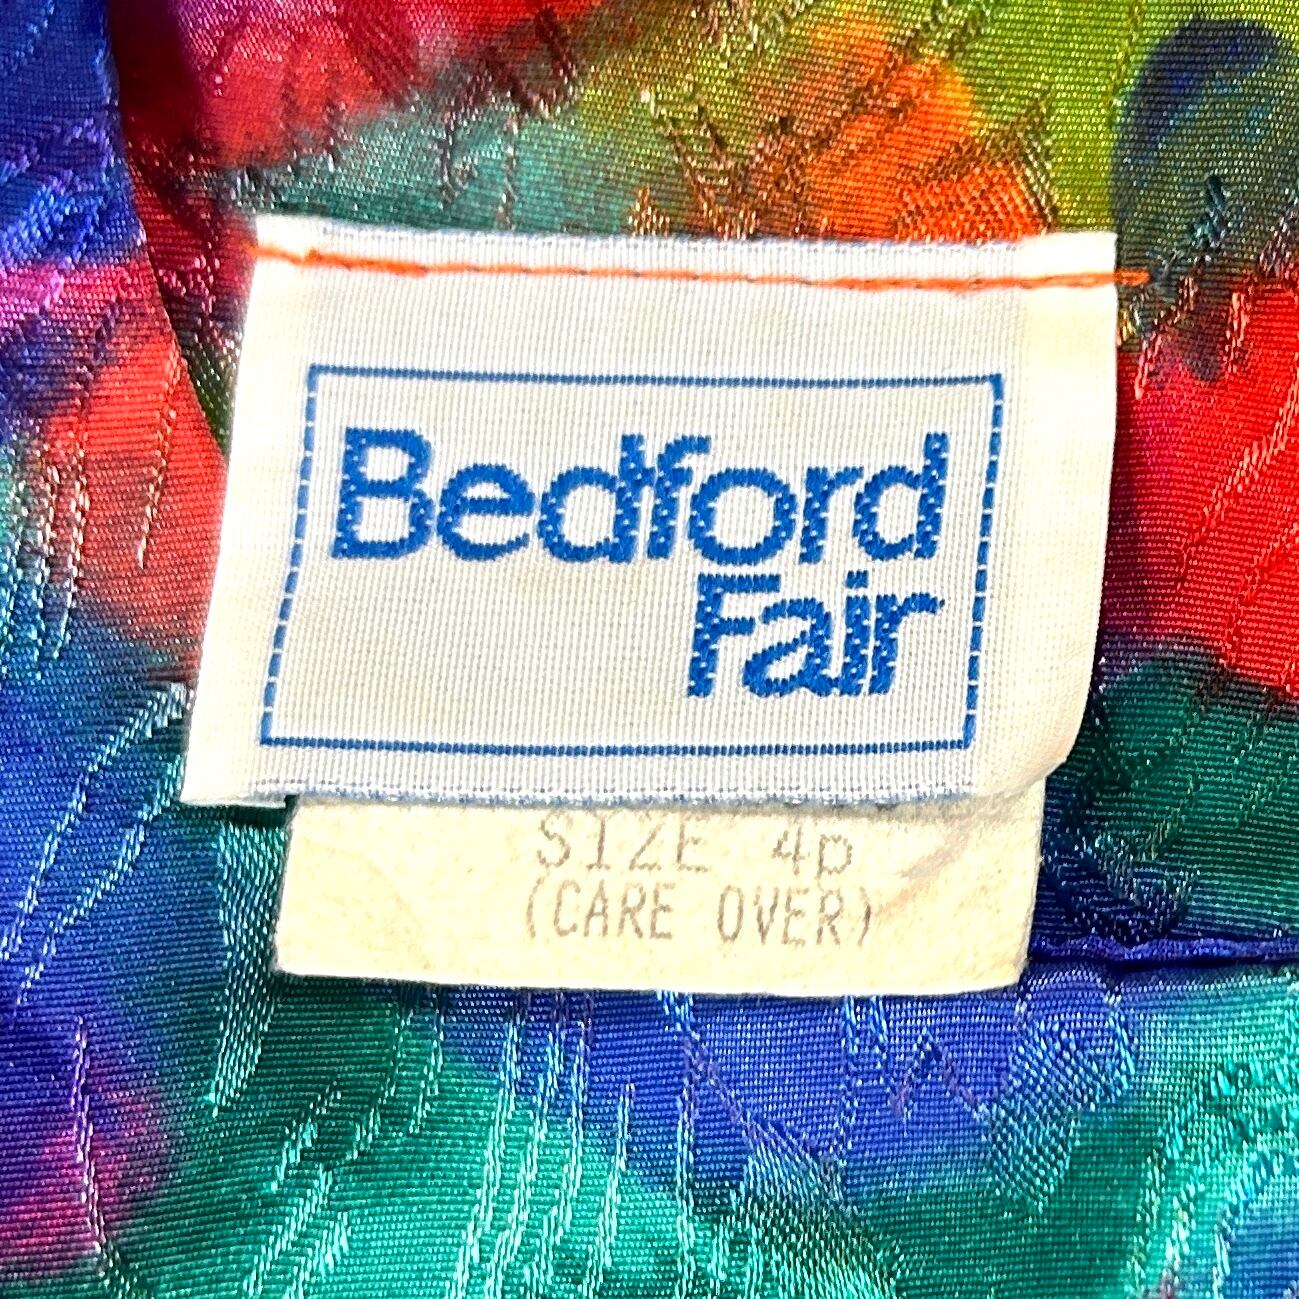 Bedford
Fair
SIZE 4p
(CARE OVER)